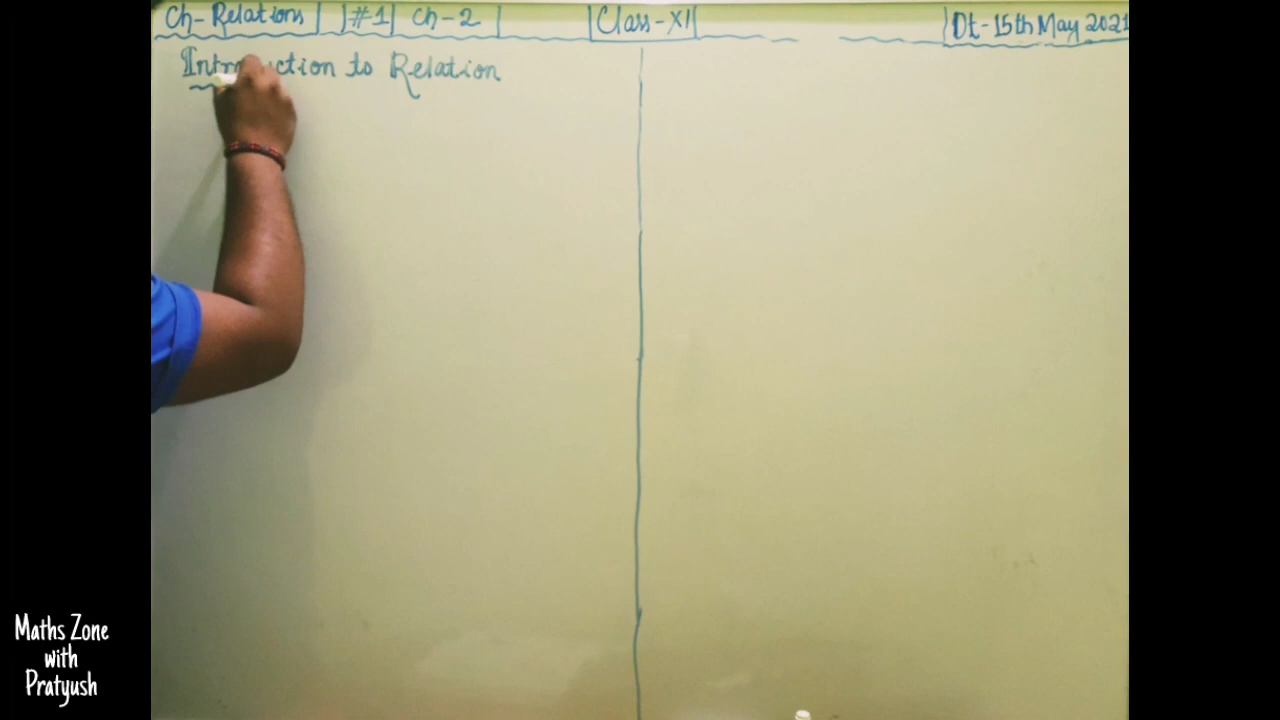 Ch- Relations | #1 | Ch-2 | Class-XI | Dt-15th May 2021
Introduction to Relation
Maths Zone
with
Pratyush